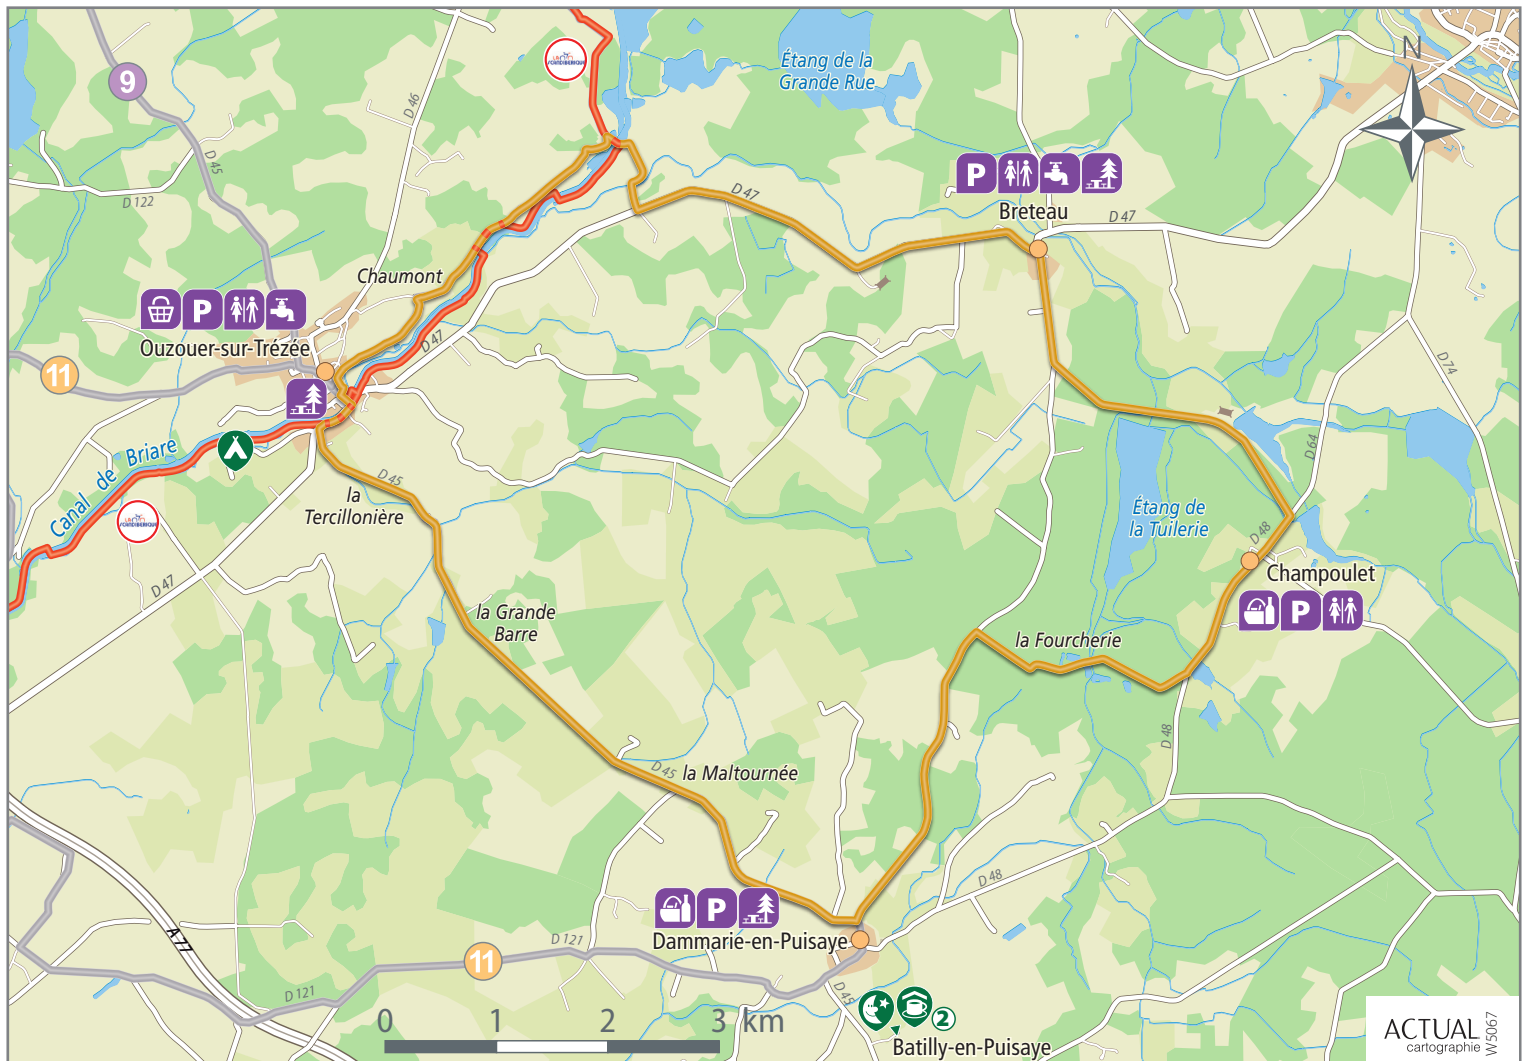 Étang de la
Grande Rue
N
9
D 46
D 45
D 122
P
Breteau
D 47
D 47
Chaumont
P
Ouzouer-sur-Trézée
D 47
11
D 74
D 64
Canal de Briare
D 45
la
Tercillonière
Étang de
la Tuilerie
D 48
Champoulet
P
D 47
la Grande
Barre
la Fourcherie
D 48
D 45
la Maltournée
D 48
P
Dammarie-en-Puisaye
A 77
D 121
11
D 121
D 45
2
0 1 2 3 km
Batilly-en-Puisaye
ACTUAL
cartographie
W5067